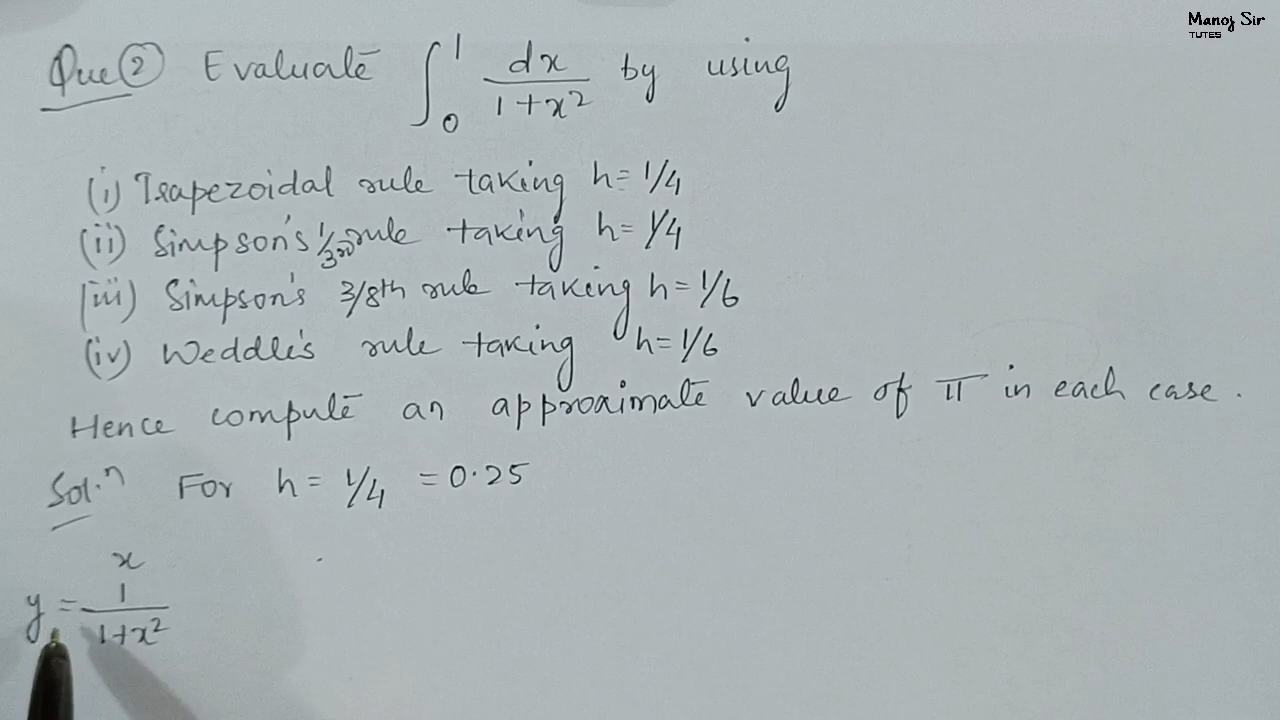 Manoj Sir
TUTES
Que ② Evaluate ∫₀¹ dx/(1+x²) by using
(i) Trapezoidal rule taking h = 1/4
(ii) Simpson's 1/3rd rule taking h = 1/4
(iii) Simpson's 3/8th rule taking h = 1/6
(iv) Weddle's rule taking h = 1/6
Hence compute an approximate value of π in each case.
Sol.n For h = 1/4 = 0.25
x
y = 1/(1+x²)